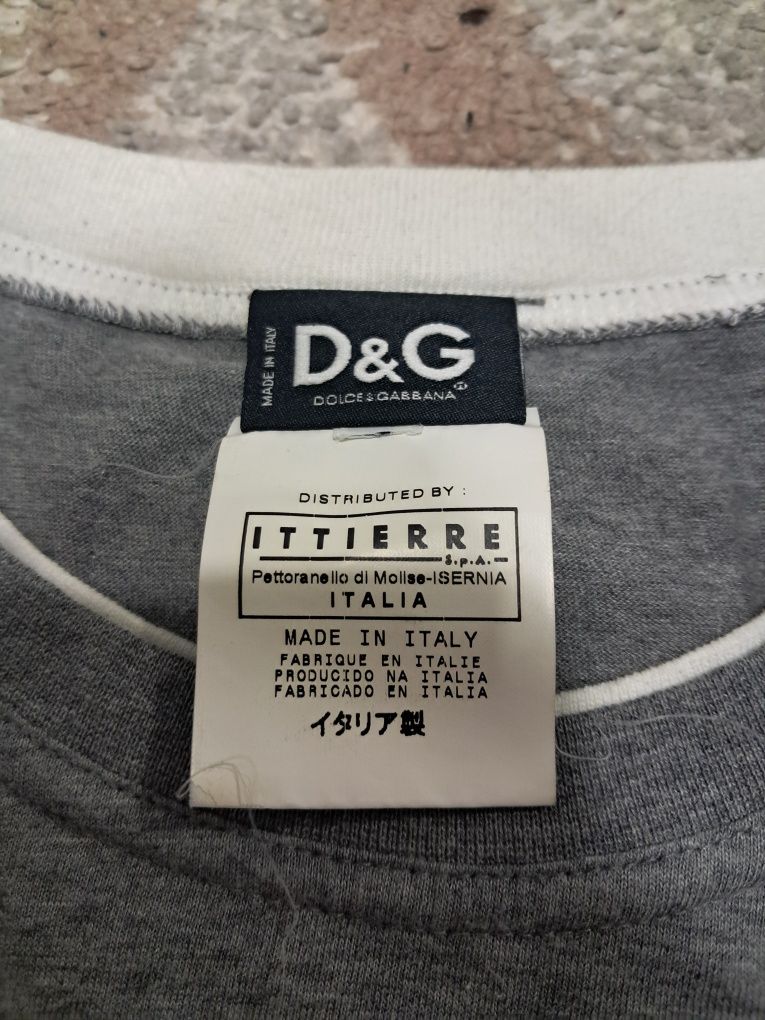 MADE IN ITALY
D&G
DOLCE&GABBANA
DISTRIBUTED BY :
ITTIERRE
S.p.A.
Pettoranello di Molise-ISERNIA
ITALIA
MADE IN ITALY
FABRIQUE EN ITALIE
PRODUCIDO NA ITALIA
FABRICADO EN ITALIA
イタリア製